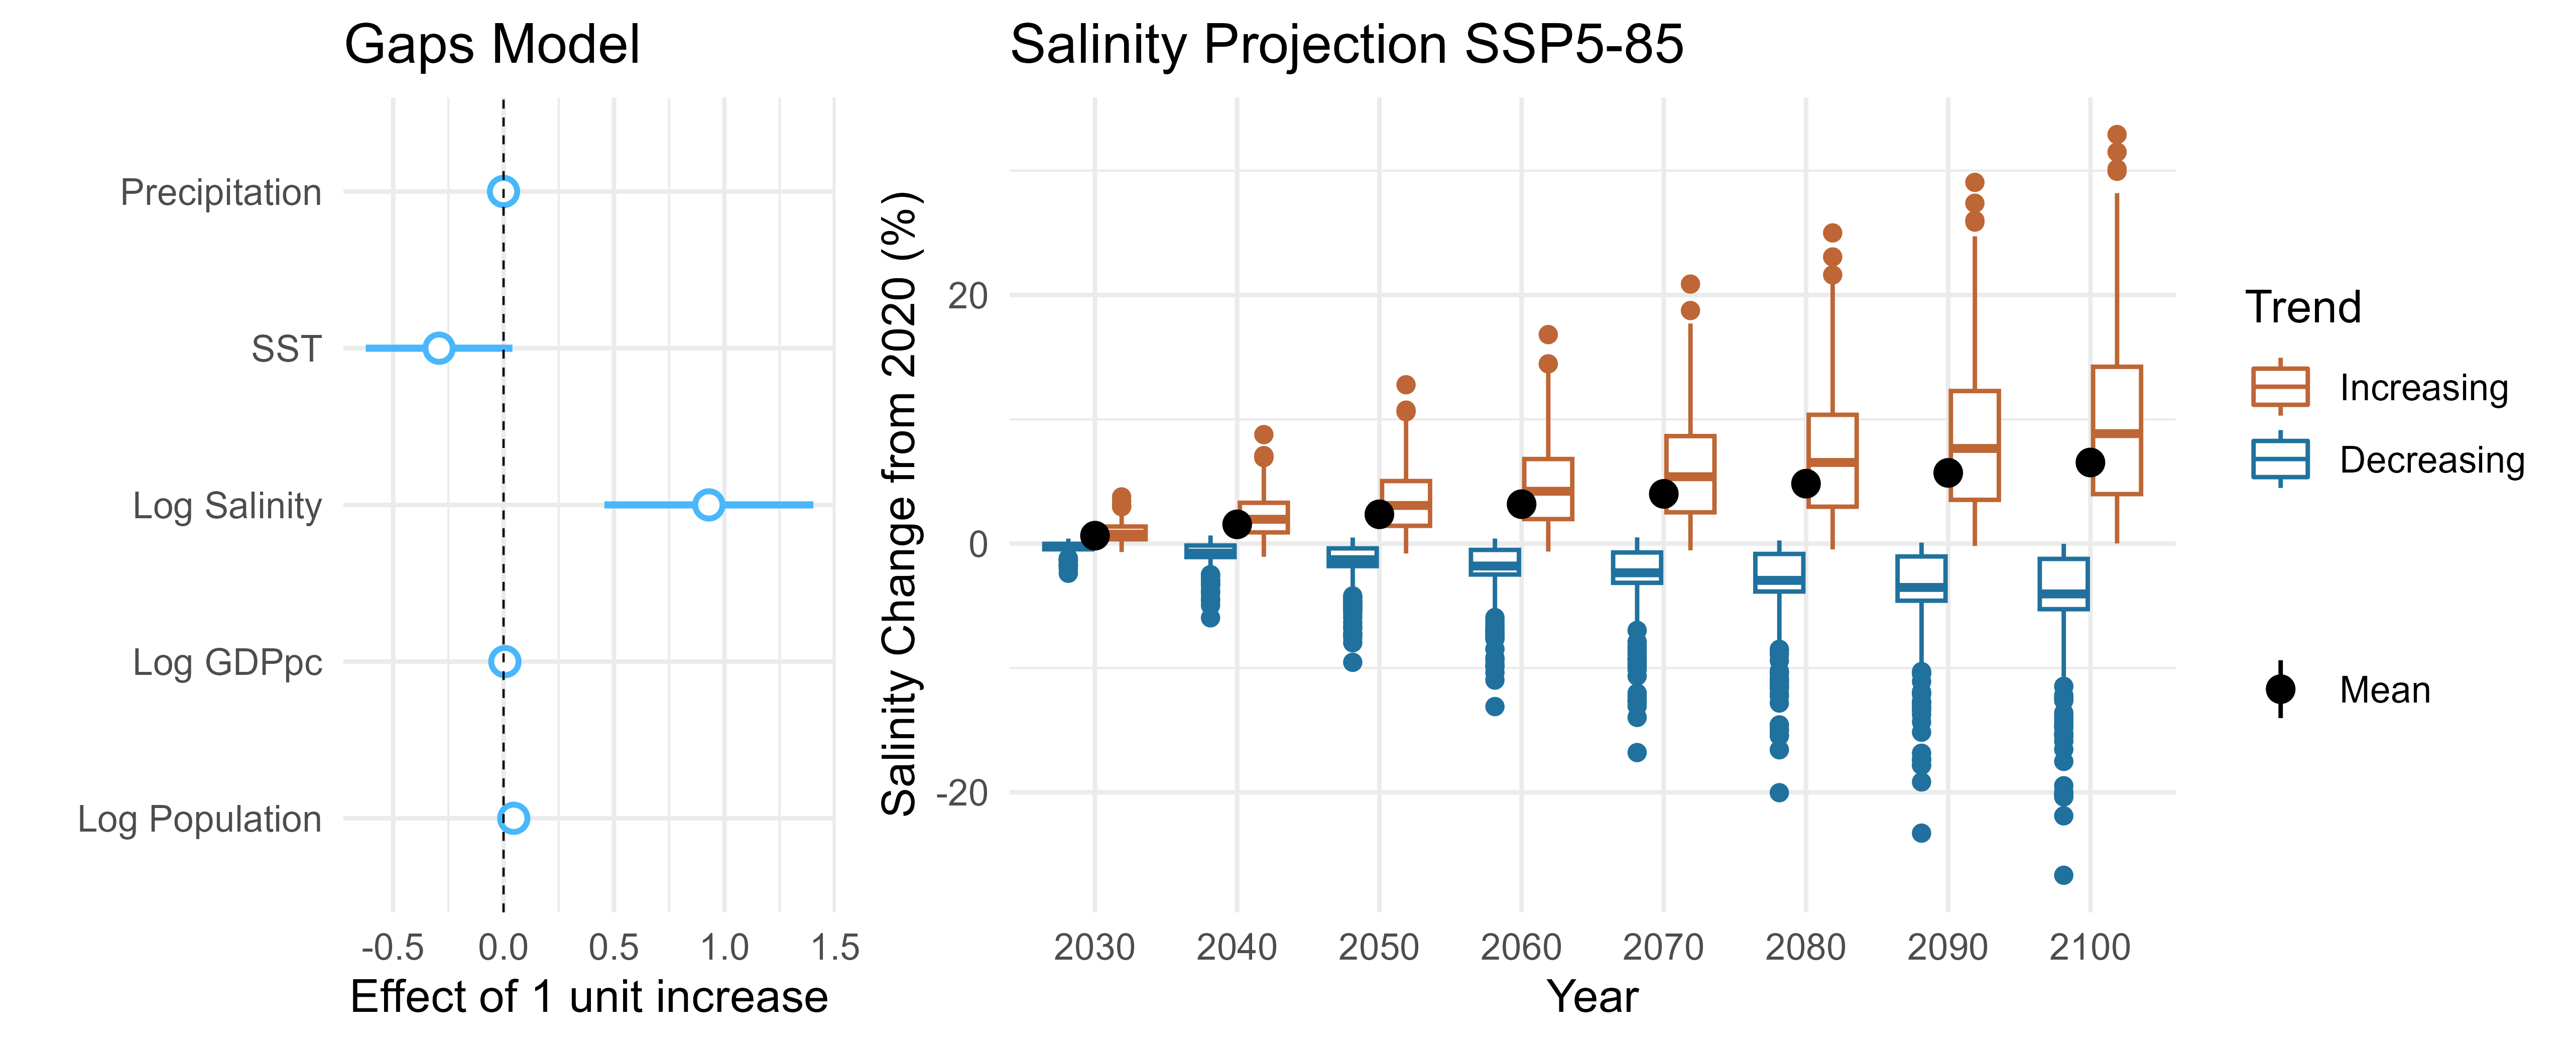 Gaps Model
Precipitation
SST
Log Salinity
Log GDPpc
Log Population
-0.5 0.0 0.5 1.0 1.5
Effect of 1 unit increase
Salinity Projection SSP5-85
Salinity Change from 2020 (%)
20
0
-20
2030 2040 2050 2060 2070 2080 2090 2100
Year
Trend
Increasing
Decreasing
Mean